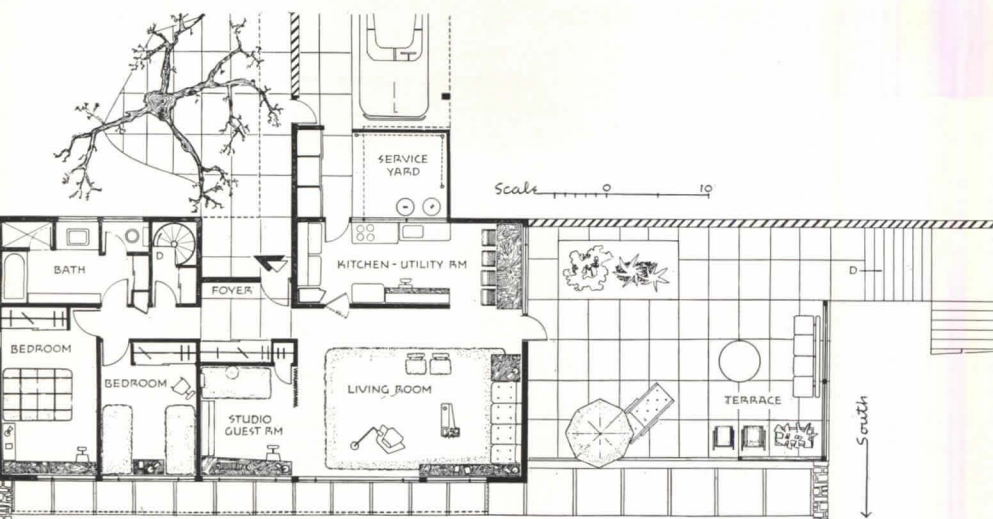 SERVICE
YARD
Scale 0 10
BATH
D
KITCHEN - UTILITY RM
FOYER
D
BEDROOM
BEDROOM
LIVING ROOM
STUDIO
GUEST RM
TERRACE
South
L